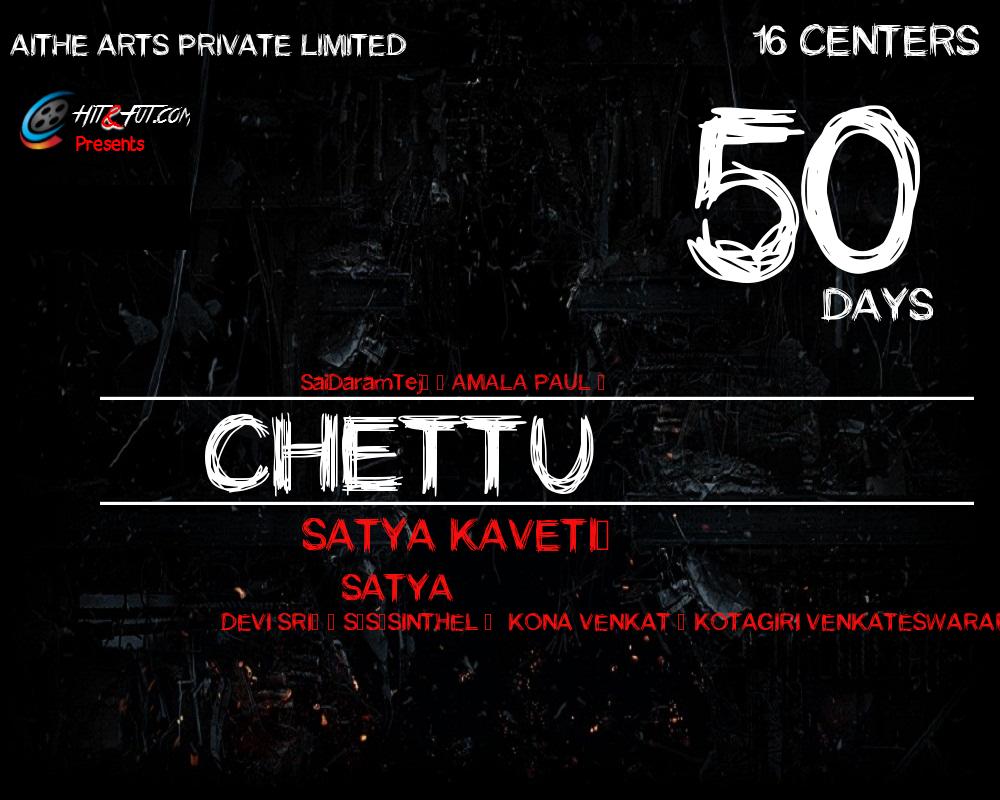 AITHE ARTS PRIVATE LIMITED
16 CENTERS
HIT&FUT.COM
Presents
50
DAYS
SaiDaramTej AMALA PAUL
CHETTU
SATYA KAVETI
SATYA
DEVI SRI S S SINTHEL KONA VENKAT KOTAGIRI VENKATESWARA